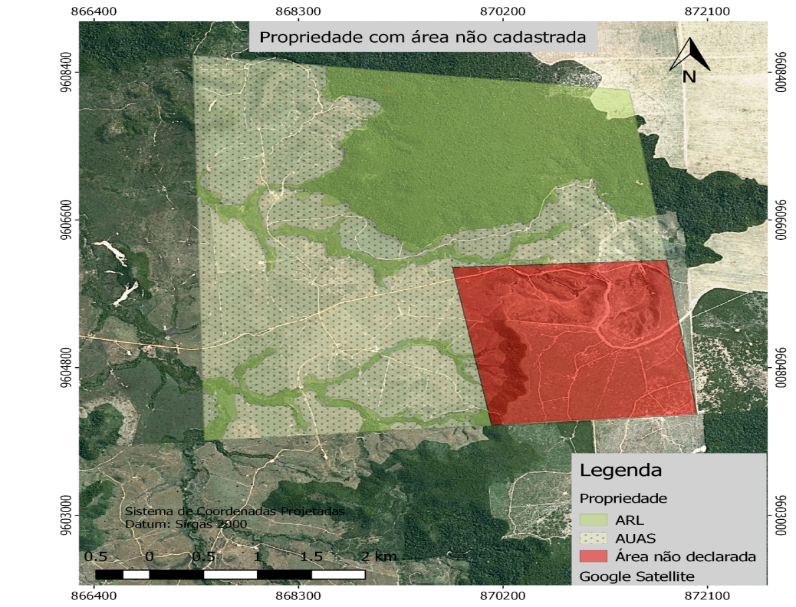 866400 868300 870200 872100
Propriedade com área não cadastrada
N
9608400 9608400
9606600 9606600
9604800 9604800
9603000 9603000
Sistema de Coordenadas Projetadas
Datum: Sirgas 2000
0.5 0 0.5 1 1.5 2 km
Legenda
Propriedade
ARL
AUAS
Área não declarada
Google Satellite
866400 868300 870200 872100